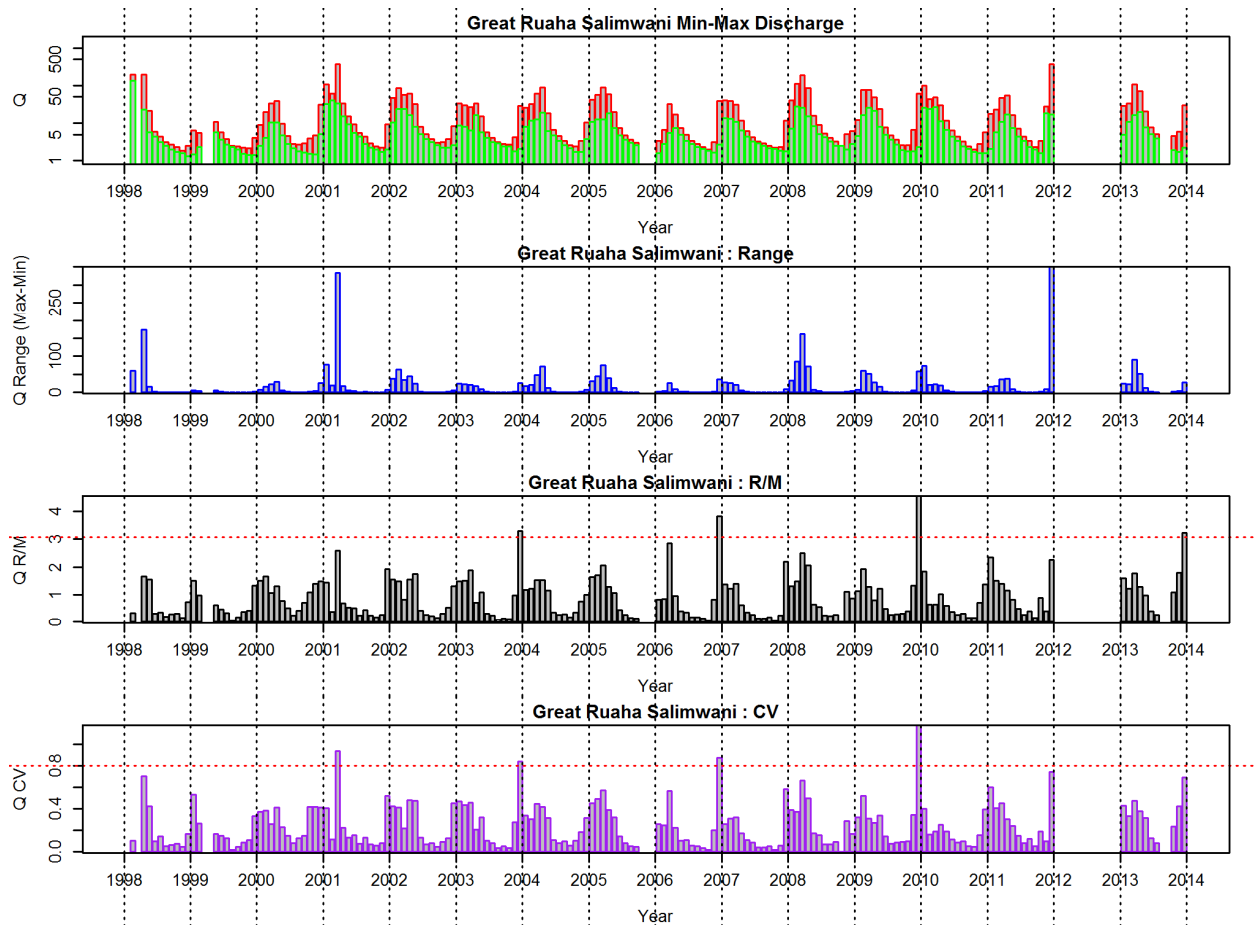 Great Ruaha Salimwani Min-Max Discharge
Q
500
50
5
1
1998 1999 2000 2001 2002 2003 2004 2005 2006 2007 2008 2009 2010 2011 2012 2013 2014
Year
Great Ruaha Salimwani : Range
Q Range (Max-Min)
250
100
0
1998 1999 2000 2001 2002 2003 2004 2005 2006 2007 2008 2009 2010 2011 2012 2013 2014
Year
Great Ruaha Salimwani : R/M
Q R/M
4
3
2
1
0
1998 1999 2000 2001 2002 2003 2004 2005 2006 2007 2008 2009 2010 2011 2012 2013 2014
Year
Great Ruaha Salimwani : CV
Q CV
0.8
0.4
0.0
1998 1999 2000 2001 2002 2003 2004 2005 2006 2007 2008 2009 2010 2011 2012 2013 2014
Year